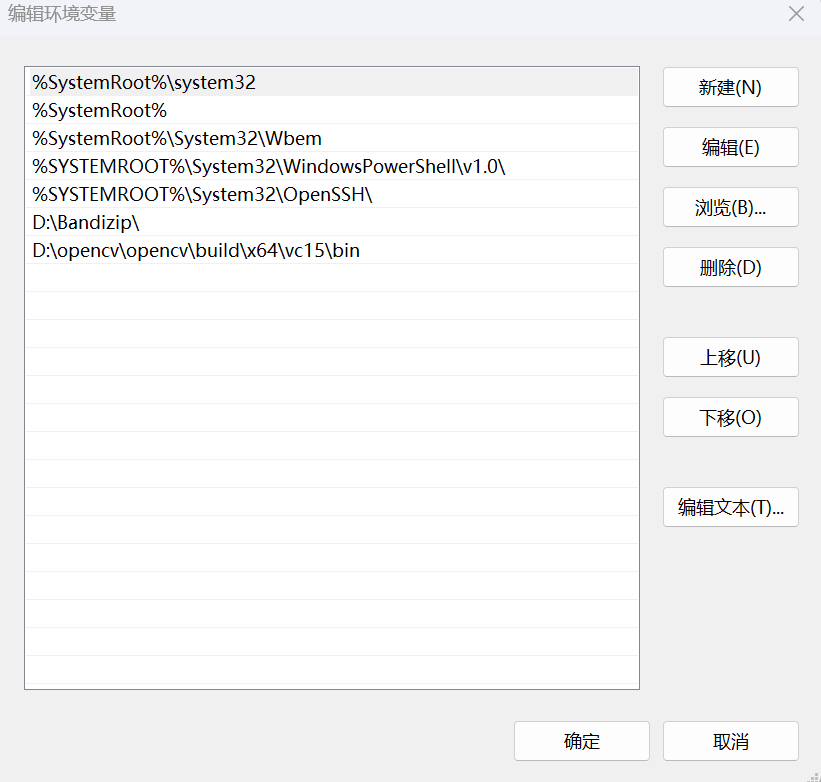 编辑环境变量
%SystemRoot%\system32
%SystemRoot%
%SystemRoot%\System32\Wbem
%SYSTEMROOT%\System32\WindowsPowerShell\v1.0\
%SYSTEMROOT%\System32\OpenSSH\
D:\Bandizip\
D:\opencv\opencv\build\x64\vc15\bin
新建(N)
编辑(E)
浏览(B)...
删除(D)
上移(U)
下移(O)
编辑文本(T)...
确定
取消